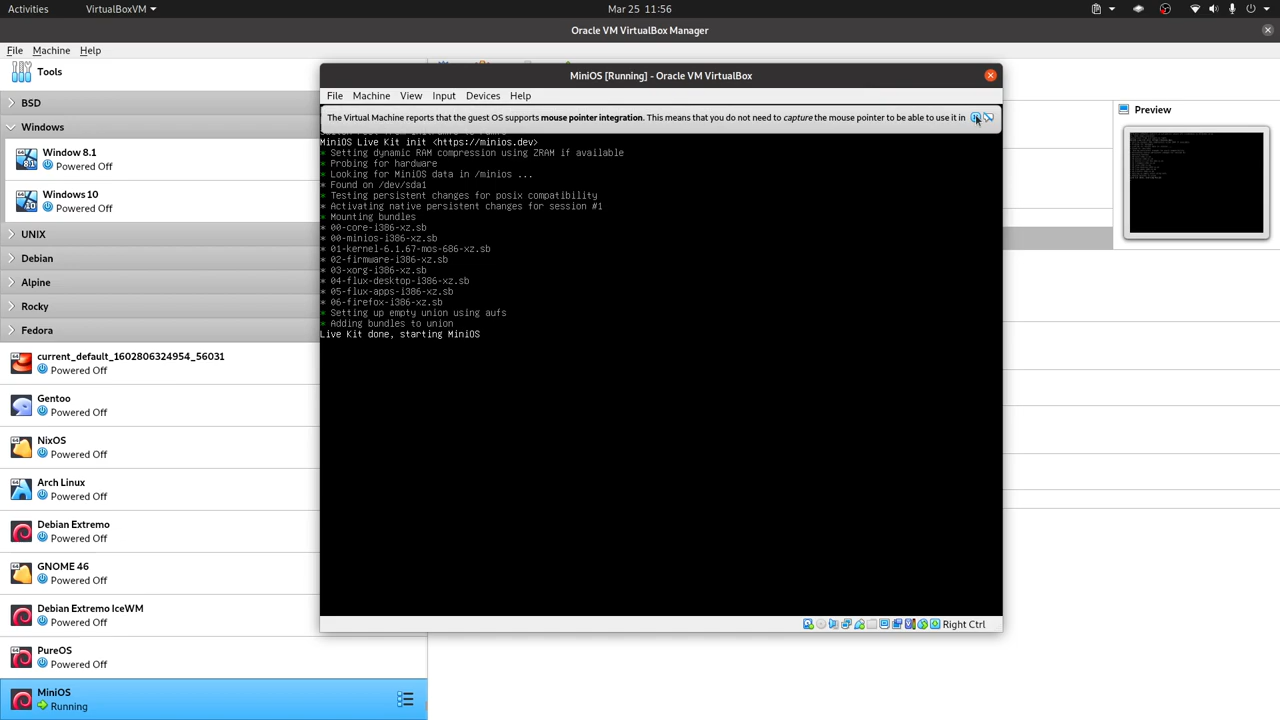 Activities
VirtualBoxVM
Mar 25 11:56
Oracle VM VirtualBox Manager
File Machine Help
Tools
BSD
Windows
Window 8.1
Powered Off
Windows 10
Powered Off
UNIX
Debian
Alpine
Rocky
Fedora
current_default_1602806324954_56031
Powered Off
Gentoo
Powered Off
NixOS
Powered Off
Arch Linux
Powered Off
Debian Extremo
Powered Off
GNOME 46
Powered Off
Debian Extremo IceWM
Powered Off
PureOS
Powered Off
MiniOS
Running
MiniOS [Running] - Oracle VM VirtualBox
File Machine View Input Devices Help
The Virtual Machine reports that the guest OS supports mouse pointer integration. This means that you do not need to capture the mouse pointer to be able to use it in
MiniOS Live Kit init <https://minios.dev>
* Setting dynamic RAM compression using ZRAM if available
* Probing for hardware
* Looking for MiniOS data in /minios ...
* Found on /dev/sda1
* Testing persistent changes for posix compatibility
* Activating native persistent changes for session #1
* Mounting bundles
* 00-core-i386-xz.sb
* 00-minios-i386-xz.sb
* 01-kernel-6.1.67-mos-686-xz.sb
* 02-firmware-i386-xz.sb
* 03-xorg-i386-xz.sb
* 04-flux-desktop-i386-xz.sb
* 05-flux-apps-i386-xz.sb
* 06-firefox-i386-xz.sb
* Setting up empty union using aufs
* Adding bundles to union
Live Kit done, starting MiniOS
Right Ctrl
Preview